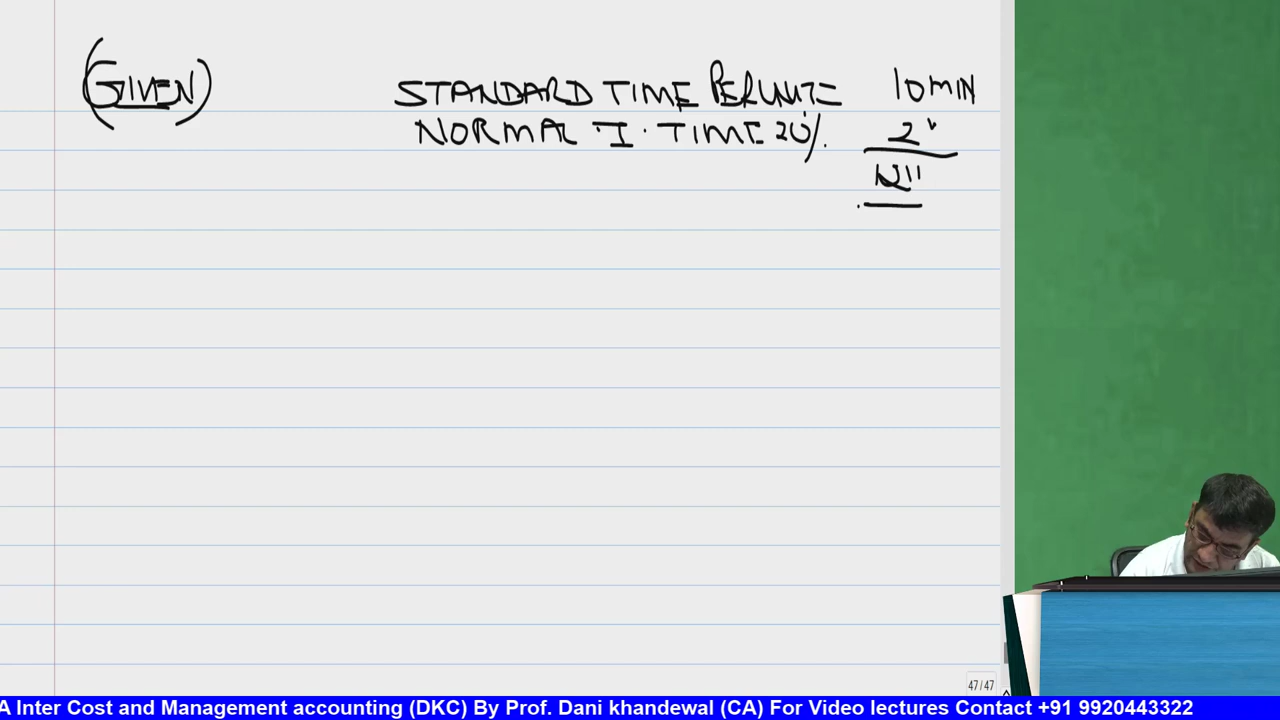 (GIVEN)
STANDARD TIME PER UNIT = 10 MIN
NORMAL I. TIME 20% 2"
12"
47/47
A Inter Cost and Management accounting (DKC) By Prof. Dani khandewal (CA) For Video lectures Contact +91 9920443322